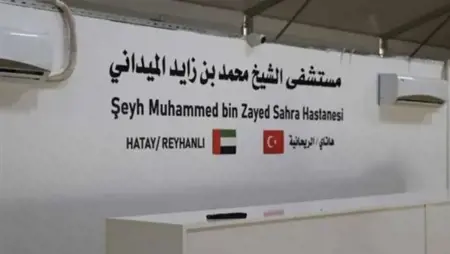 مستشفى الشيخ محمد بن زايد الميداني
Şeyh Muhammed bin Zayed Sahra Hastanesi
HATAY/REYHANLI هاتاي/الريحانية